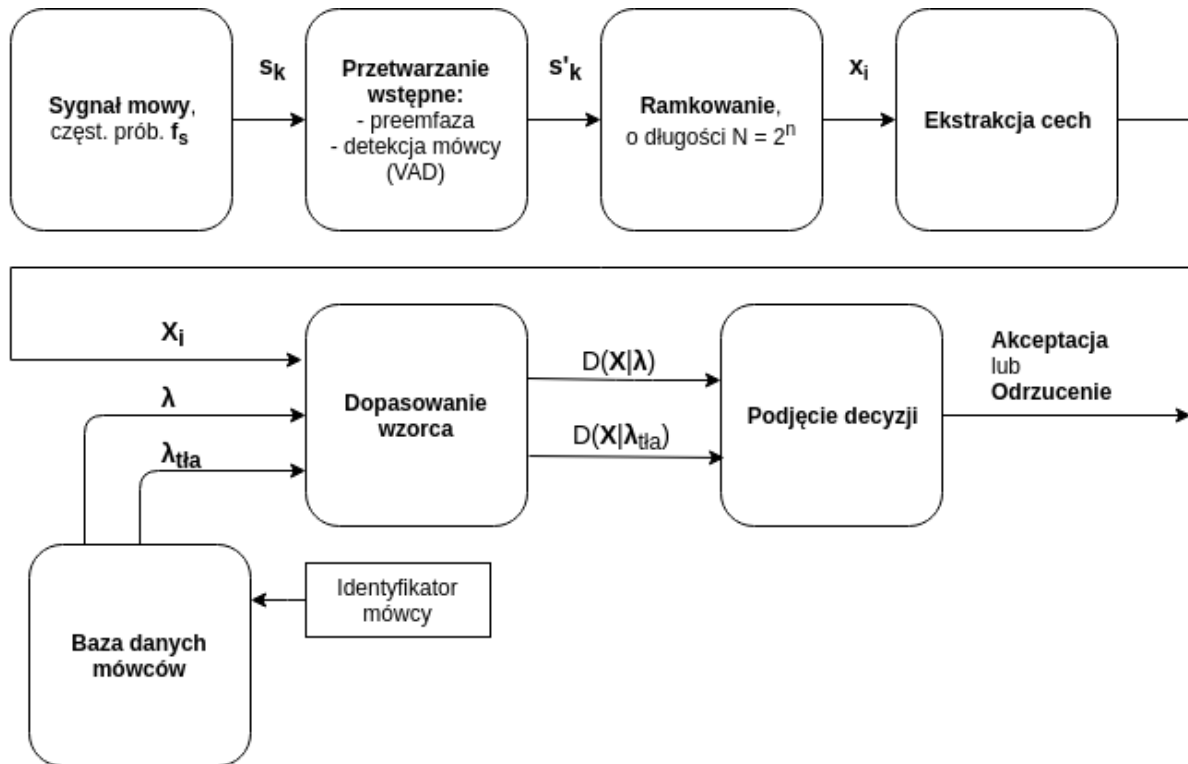 Sygnał mowy,
częst. prób. fₛ
sₖ
Przetwarzanie
wstępne:
- preemfaza
- detekcja mówcy
(VAD)
s'ₖ
Ramkowanie,
o długości N = 2ⁿ
xᵢ
Ekstrakcja cech
Xᵢ
λ
λtła
Dopasowanie
wzorca
D(X|λ)
D(X|λtła)
Podjęcie decyzji
Akceptacja
lub
Odrzucenie
Identyfikator
mówcy
Baza danych
mówców